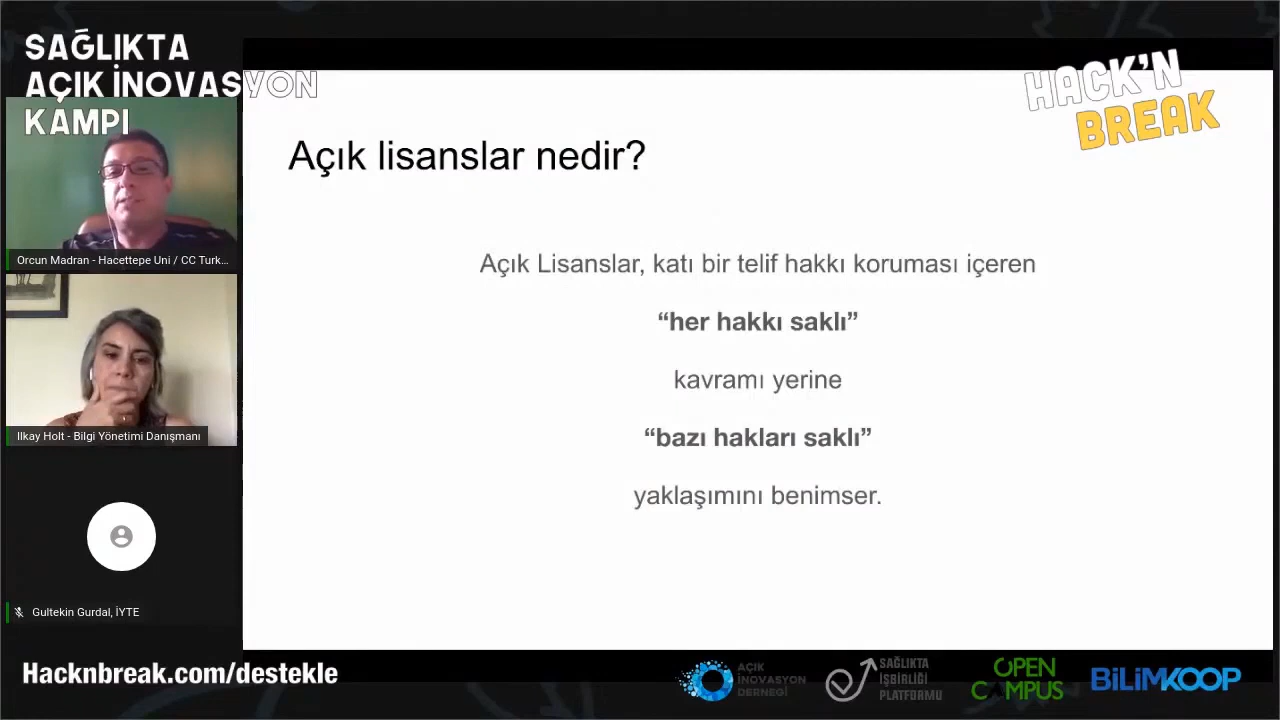 SAĞLIKTA
AÇIK İNOVASYON
KAMPI
HACK'N
BREAK
Açık lisanslar nedir?
Orcun Madran - Hacettepe Uni / CC Turk...
Açık Lisanslar, katı bir telif hakkı koruması içeren
“her hakkı saklı”
kavramı yerine
“bazı hakları saklı”
yaklaşımını benimser.
Ilkay Holt - Bilgi Yönetimi Danışmanı
Gultekin Gurdal, İYTE
Hacknbreak.com/destekle
AÇIK
İNOVASYON
DERNEĞİ
SAĞLIKTA
İŞBİRLİĞİ
PLATFORMU
OPEN
CAMPUS
BİLİMKOOP